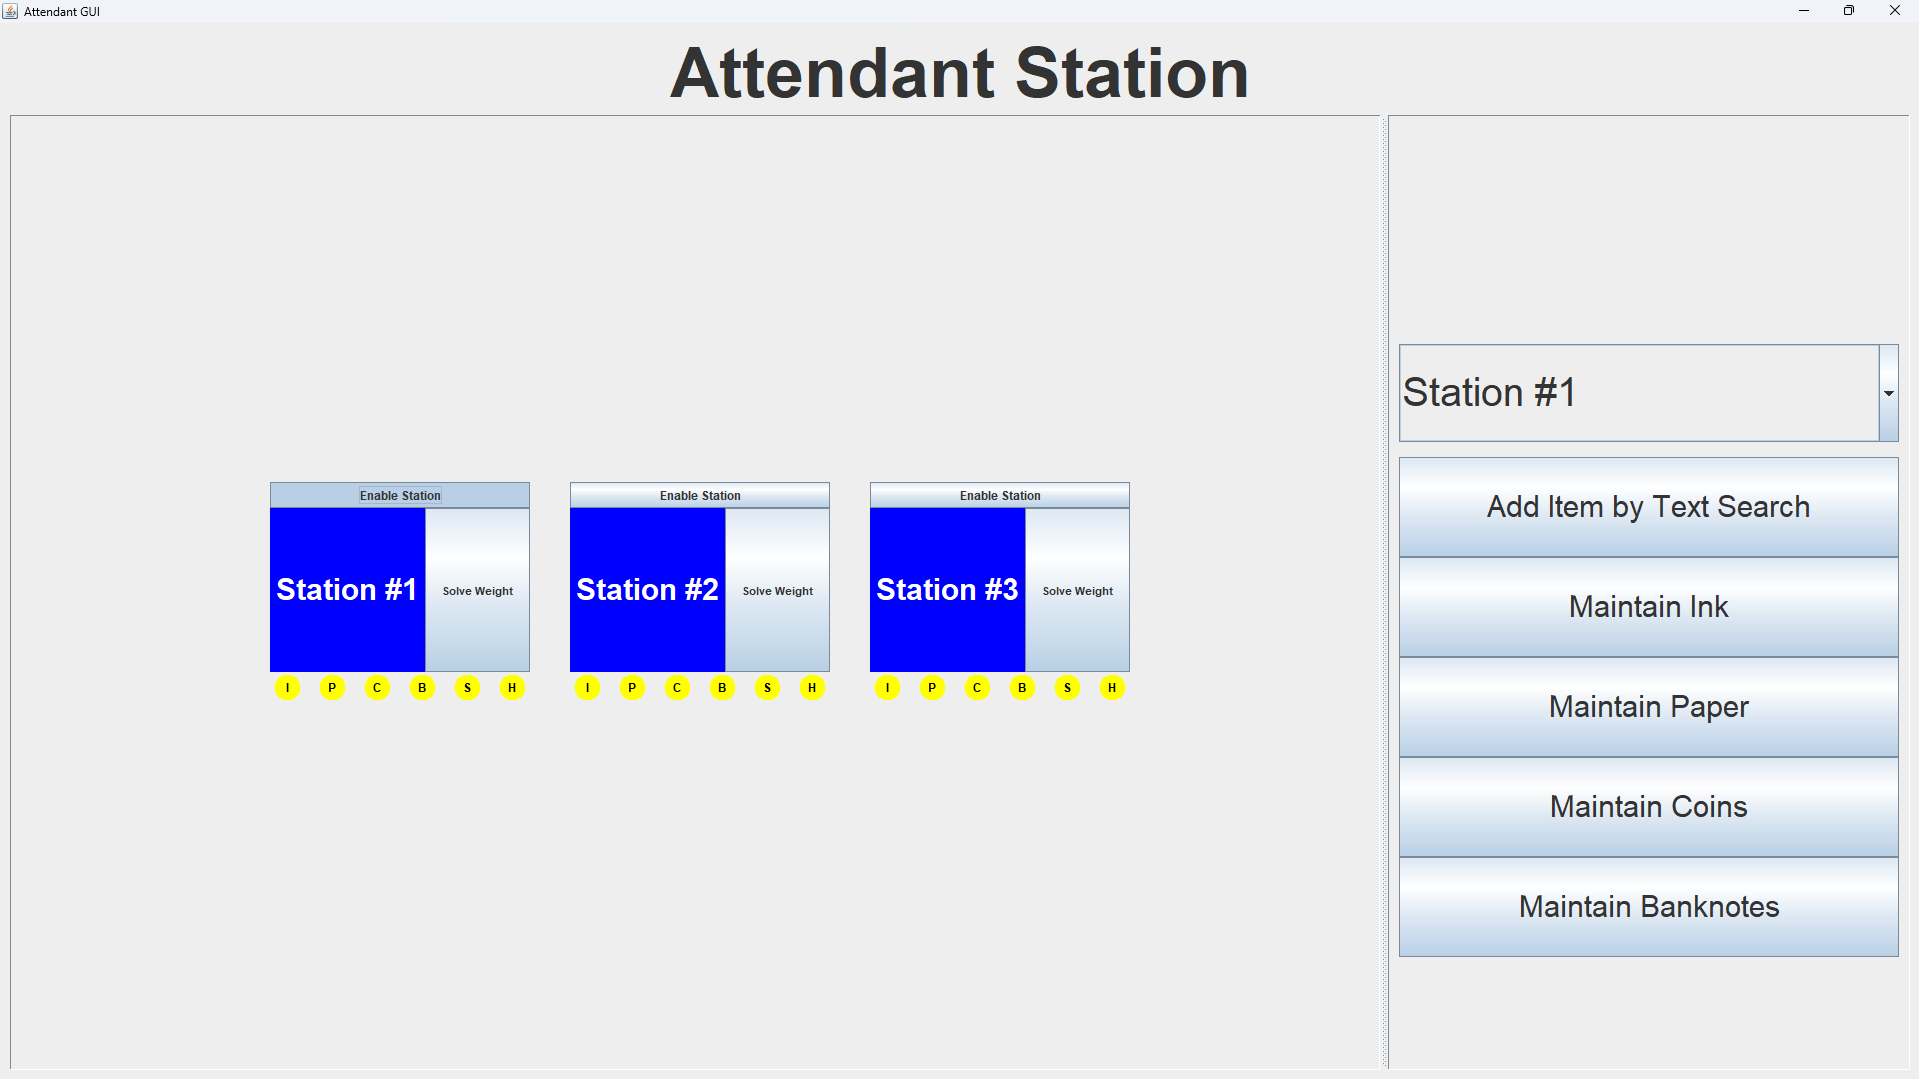 Attendant GUI
Attendant Station
Enable Station
Station #1
Solve Weight
I P C B S H
Enable Station
Station #2
Solve Weight
I P C B S H
Enable Station
Station #3
Solve Weight
I P C B S H
Station #1
Add Item by Text Search
Maintain Ink
Maintain Paper
Maintain Coins
Maintain Banknotes